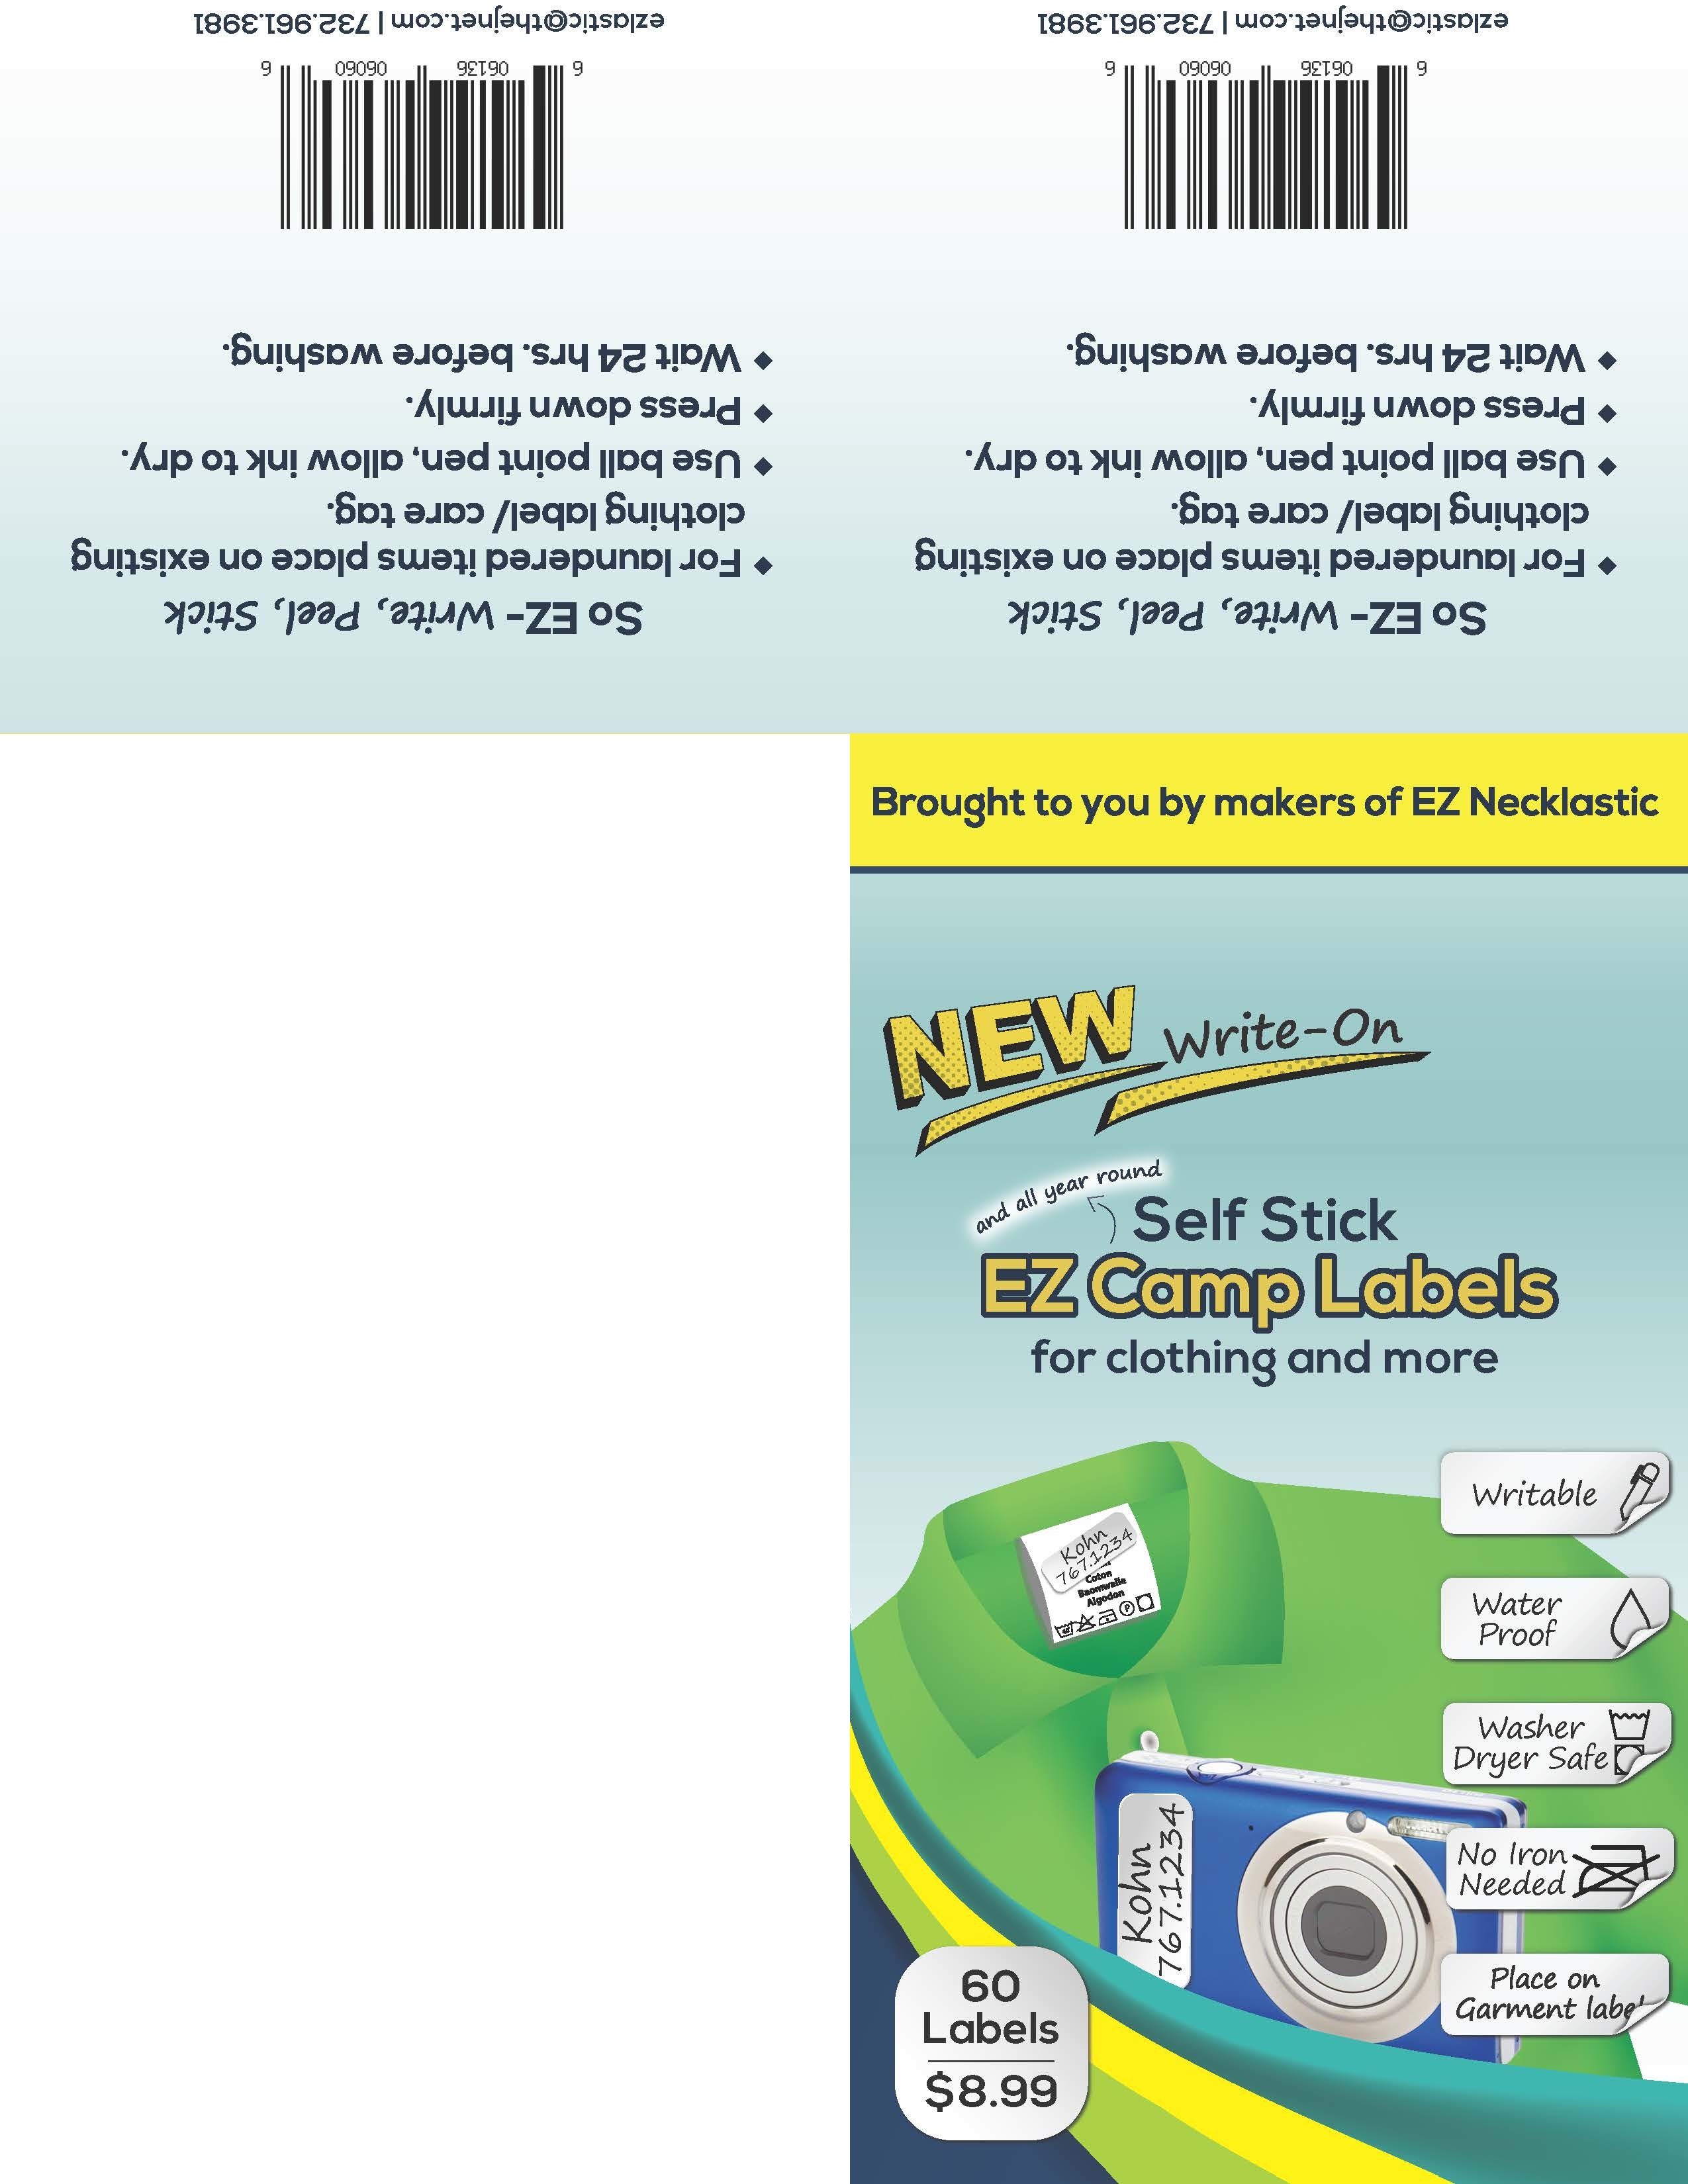 So EZ- Write, Peel, Stick
◆ For laundered items place on existing
clothing label/ care tag.
◆ Use ball point pen, allow ink to dry.
◆ Press down firmly.
◆ Wait 24 hrs. before washing.
6 06136 06060 6
ezlastic@thejnet.com | 732.961.3981
So EZ- Write, Peel, Stick
◆ For laundered items place on existing
clothing label/ care tag.
◆ Use ball point pen, allow ink to dry.
◆ Press down firmly.
◆ Wait 24 hrs. before washing.
6 06136 06060 6
ezlastic@thejnet.com | 732.961.3981
Brought to you by makers of EZ Necklastic
NEW Write-On
and all year round
Self Stick
EZ Camp Labels
for clothing and more
Kohn
767.1234
Coton
Baomwalle
Algodon
P
Writable
Water
Proof
Washer
Dryer Safe
No Iron
Needed
Place on
Garment label
Kohn
767.1234
60
Labels
$8.99